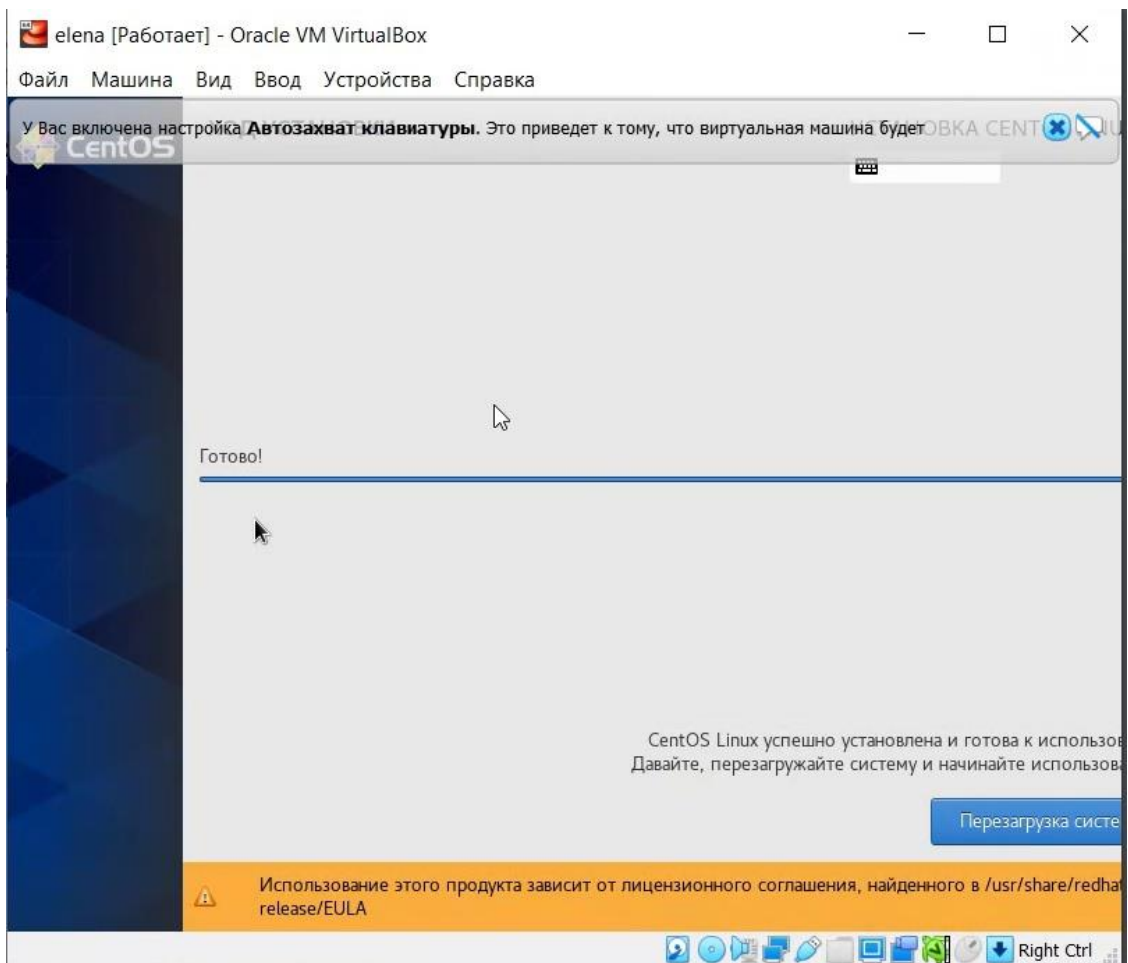 elena [Работает] - Oracle VM VirtualBox
Файл Машина Вид Ввод Устройства Справка
У Вас включена настройка Автозахват клавиатуры. Это приведет к тому, что виртуальная машина будет
CentOS
Готово!
CentOS Linux успешно установлена и готова к использов
Давайте, перезагружайте систему и начинайте использова
Перезагрузка систе
Использование этого продукта зависит от лицензионного соглашения, найденного в /usr/share/redhat
release/EULA
Right Ctrl